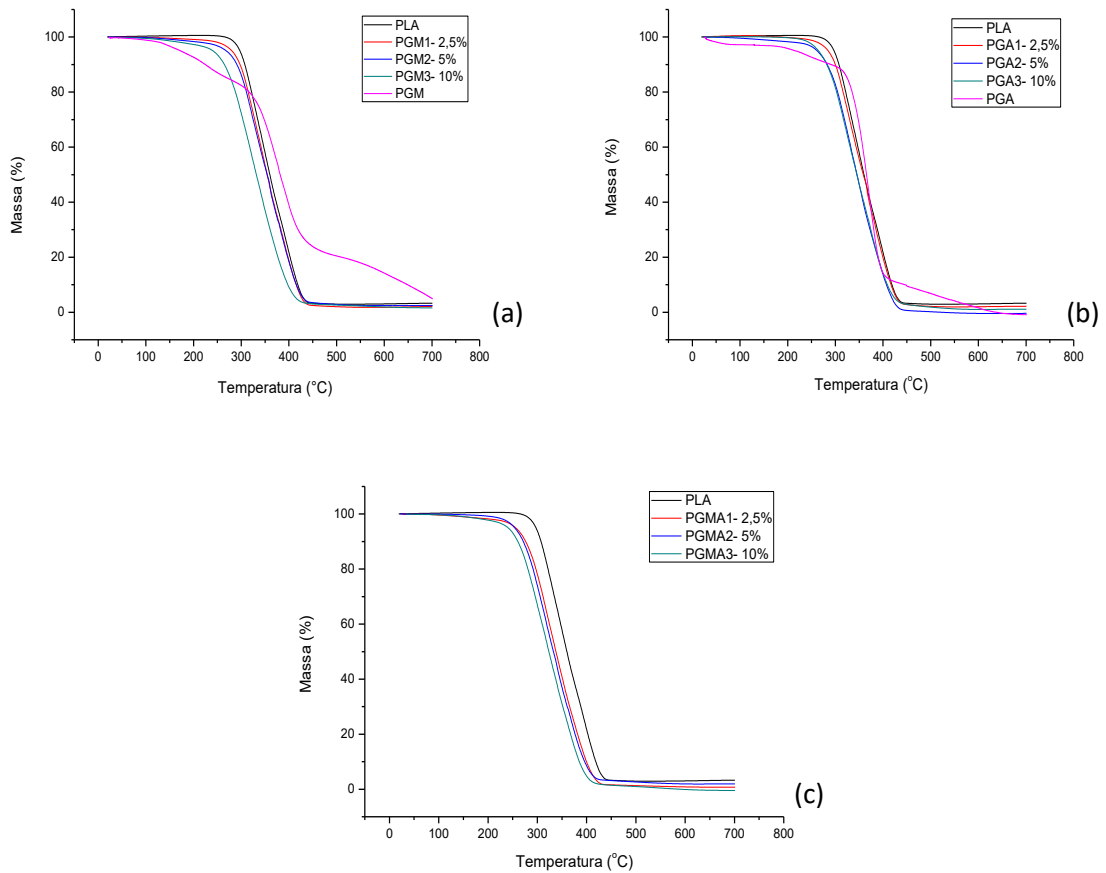 PLA
PGM1- 2,5%
PGM2- 5%
PGM3- 10%
PGM
100
80
60
40
20
0
Massa (%)
0 100 200 300 400 500 600 700 800
Temperatura (°C)
(a)
PLA
PGA1- 2,5%
PGA2- 5%
PGA3- 10%
PGA
100
80
60
40
20
0
Massa (%)
0 100 200 300 400 500 600 700 800
Temperatura (°C)
(b)
PLA
PGMA1- 2,5%
PGMA2- 5%
PGMA3- 10%
100
80
60
40
20
0
Massa (%)
0 100 200 300 400 500 600 700 800
Temperatura (°C)
(c)